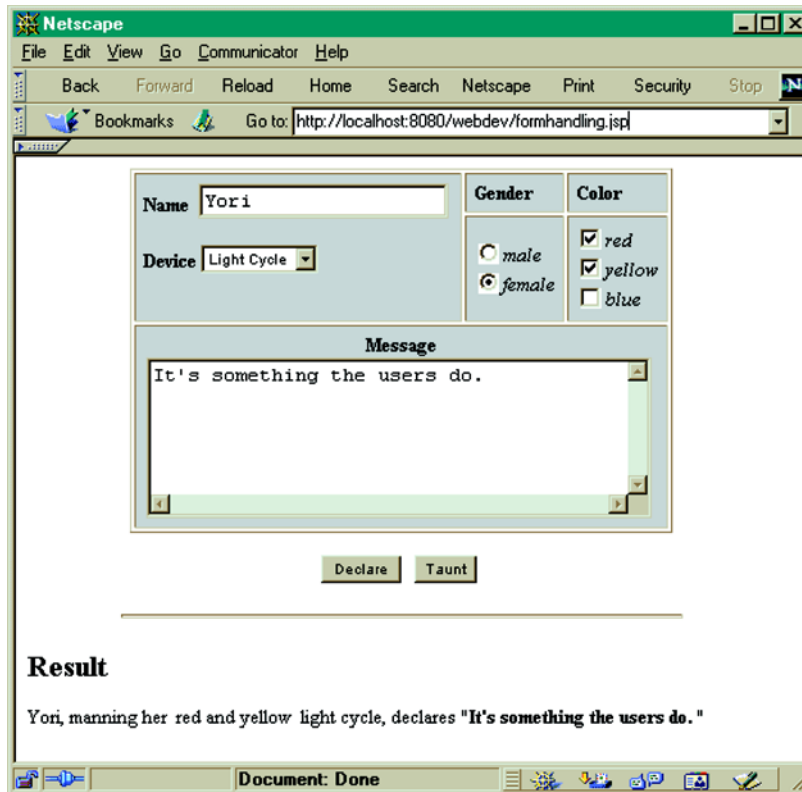 Netscape
File Edit View Go Communicator Help
Back Forward Reload Home Search Netscape Print Security Stop N
Bookmarks Go to: http://localhost:8080/webdev/formhandling.jsp
Name Yori
Device Light Cycle
Gender
male
female
Color
red
yellow
blue
Message
It's something the users do.
Declare Taunt
Result
Yori, manning her red and yellow light cycle, declares "It's something the users do. "
Document: Done